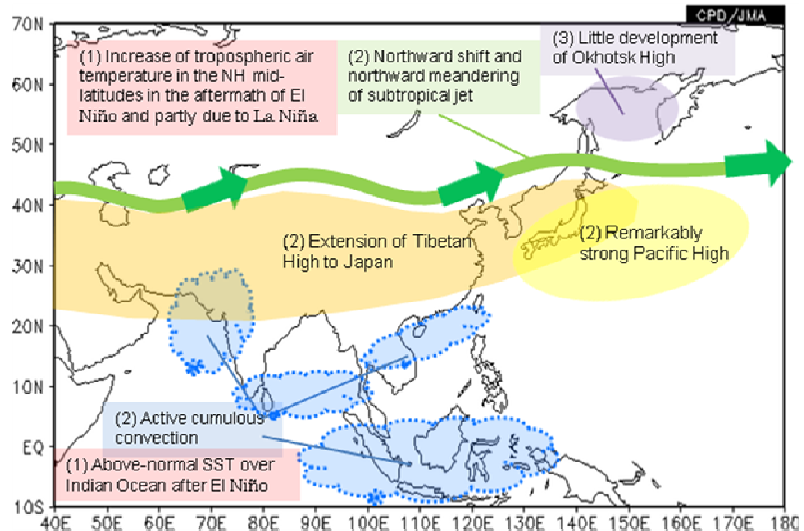 CPD/JMA
70N
60N
50N
40N
30N
20N
10N
EQ
10S
(1) Increase of tropospheric air
temperature in the NH mid-
latitudes in the aftermath of El
Niño and partly due to La Niña
(2) Northward shift and
northward meandering
of subtropical jet
(3) Little development
of Okhotsk High
(2) Extension of Tibetan
High to Japan
(2) Remarkably
strong Pacific High
(2) Active cumulous
convection
(1) Above-normal SST over
Indian Ocean after El Niño
40E
50E
60E
70E
80E
90E
100E
110E
120E
130E
140E
150E
160E
170E
180